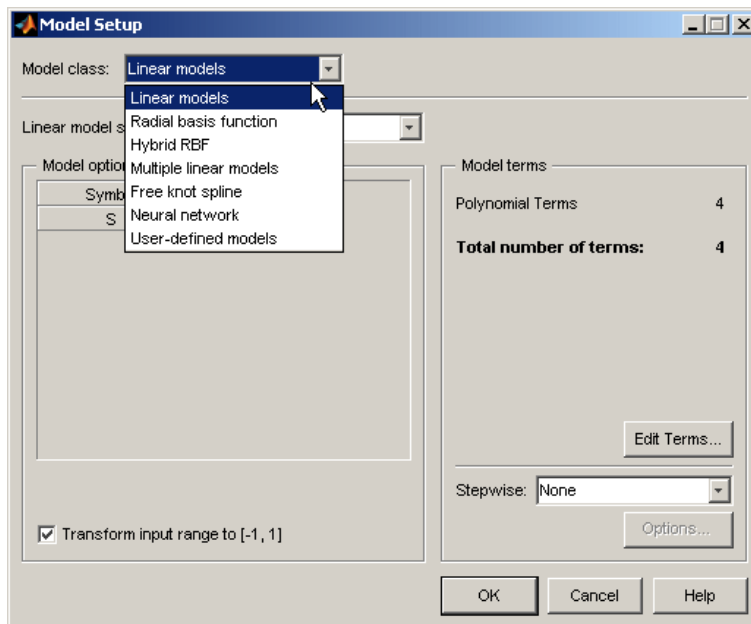 Model Setup
Model class: Linear models
Linear models
Radial basis function
Hybrid RBF
Multiple linear models
Free knot spline
Neural network
User-defined models
Linear model s
Model option
Symb
S
Transform input range to [-1, 1]
Model terms
Polynomial Terms 4
Total number of terms: 4
Edit Terms...
Stepwise: None
Options...
OK Cancel Help